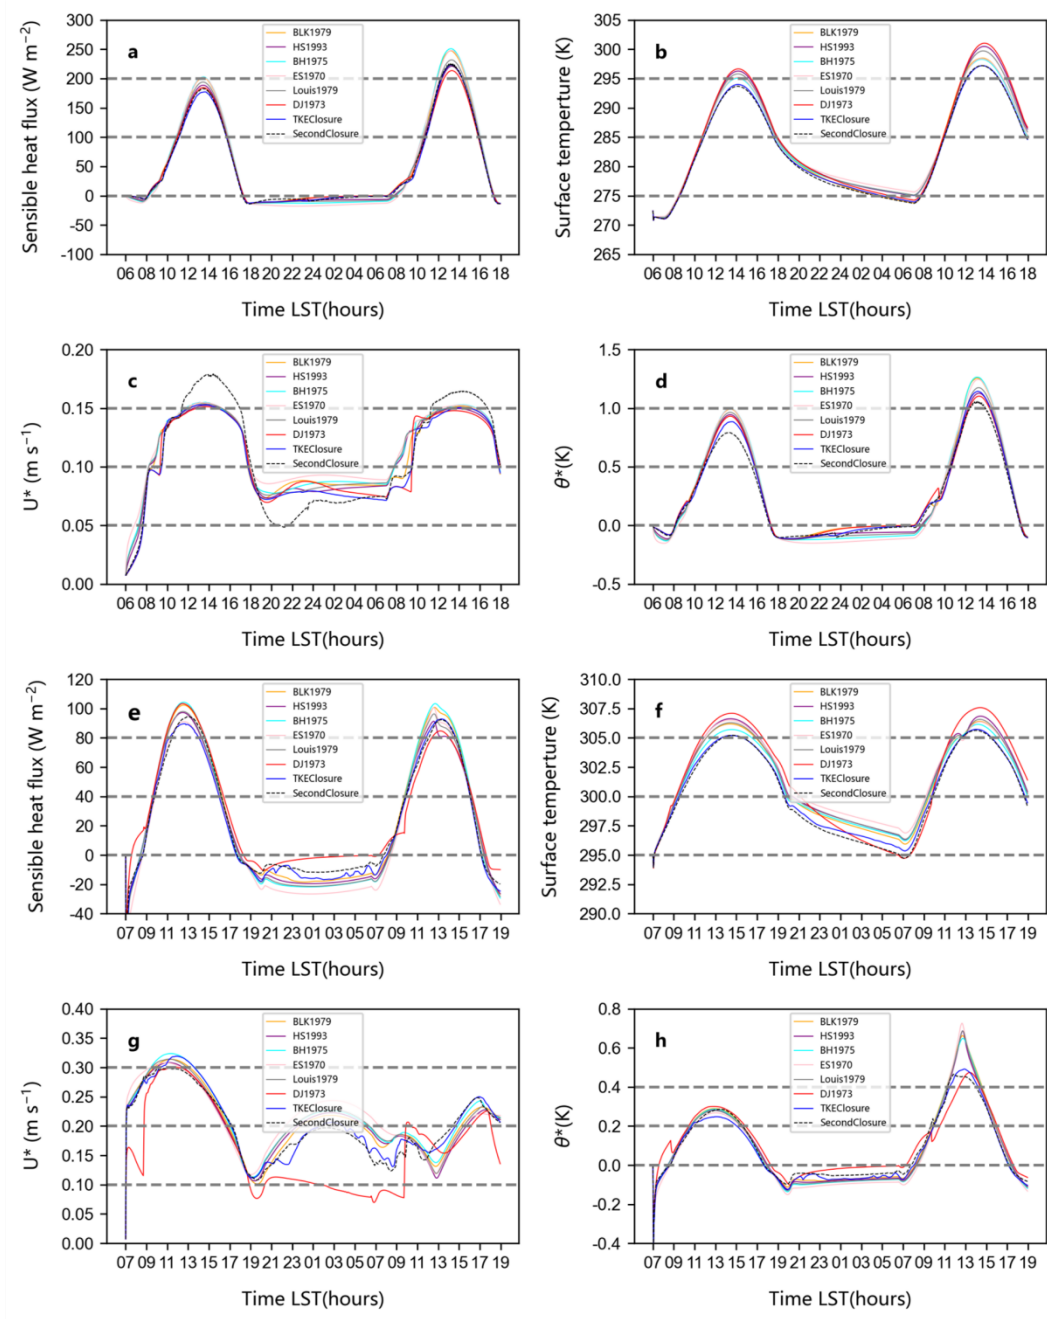 a
Sensible heat flux (W m−2)
300
250
200
150
100
50
0
-50
-100
BLK1979
HS1993
BH1975
ES1970
Louis1979
DJ1973
TKEClosure
SecondClosure
06 08 10 12 14 16 18 20 22 24 02 04 06 08 10 12 14 16 18
Time LST(hours)
b
Surface temperture (K)
305
300
295
290
285
280
275
270
265
BLK1979
HS1993
BH1975
ES1970
Louis1979
DJ1973
TKEClosure
SecondClosure
06 08 10 12 14 16 18 20 22 24 02 04 06 07 10 12 14 16 18
Time LST(hours)
c
U* (m s−1)
0.20
0.15
0.10
0.05
0.00
BLK1979
HS1993
BH1975
ES1970
Louis1979
DJ1973
TKEClosure
SecondClosure
06 08 10 12 14 16 18 20 22 24 02 04 06 08 10 12 14 16 18
Time LST(hours)
d
θ*(K)
1.5
1.0
0.5
0.0
-0.5
BLK1979
HS1993
BH1975
ES1970
Louis1979
DJ1973
TKEClosure
SecondClosure
06 08 10 12 14 16 18 20 22 24 02 04 06 07 10 12 14 16 18
Time LST(hours)
e
Sensible heat flux (W m−2)
120
100
80
60
40
20
0
-20
-40
BLK1979
HS1993
BH1975
ES1970
Louis1979
DJ1973
TKEClosure
SecondClosure
07 09 11 13 15 17 19 21 23 01 03 05 07 09 11 13 15 17 19
Time LST(hours)
f
Surface temperture (K)
310.0
307.5
305.0
302.5
300.0
297.5
295.0
292.5
290.0
BLK1979
HS1993
BH1975
ES1970
Louis1979
DJ1973
TKEClosure
SecondClosure
07 09 11 13 15 17 19 21 23 01 03 05 07 09 11 13 15 17 19
Time LST(hours)
g
U* (m s−1)
0.40
0.35
0.30
0.25
0.20
0.15
0.10
0.05
0.00
BLK1979
HS1993
BH1975
ES1970
Louis1979
DJ1973
TKEClosure
SecondClosure
07 09 11 13 15 17 19 21 23 01 03 05 07 09 11 13 15 17 19
Time LST(hours)
h
θ*(K)
0.8
0.6
0.4
0.2
0.0
-0.2
-0.4
BLK1979
HS1993
BH1975
ES1970
Louis1979
DJ1973
TKEClosure
SecondClosure
07 09 11 13 15 17 19 21 23 01 03 05 07 09 11 13 15 17 19
Time LST(hours)